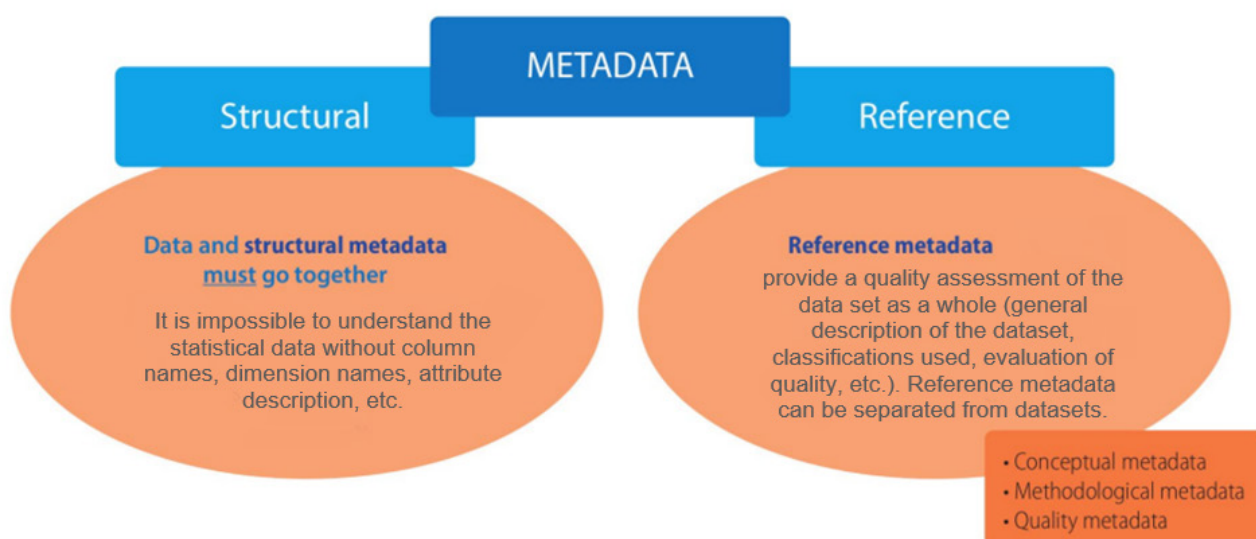 METADATA
Structural
Reference
Data and structural metadata
must go together
It is impossible to understand the
statistical data without column
names, dimension names, attribute
description, etc.
Reference metadata
provide a quality assessment of the
data set as a whole (general
description of the dataset,
classifications used, evaluation of
quality, etc.). Reference metadata
can be separated from datasets.
• Conceptual metadata
• Methodological metadata
• Quality metadata